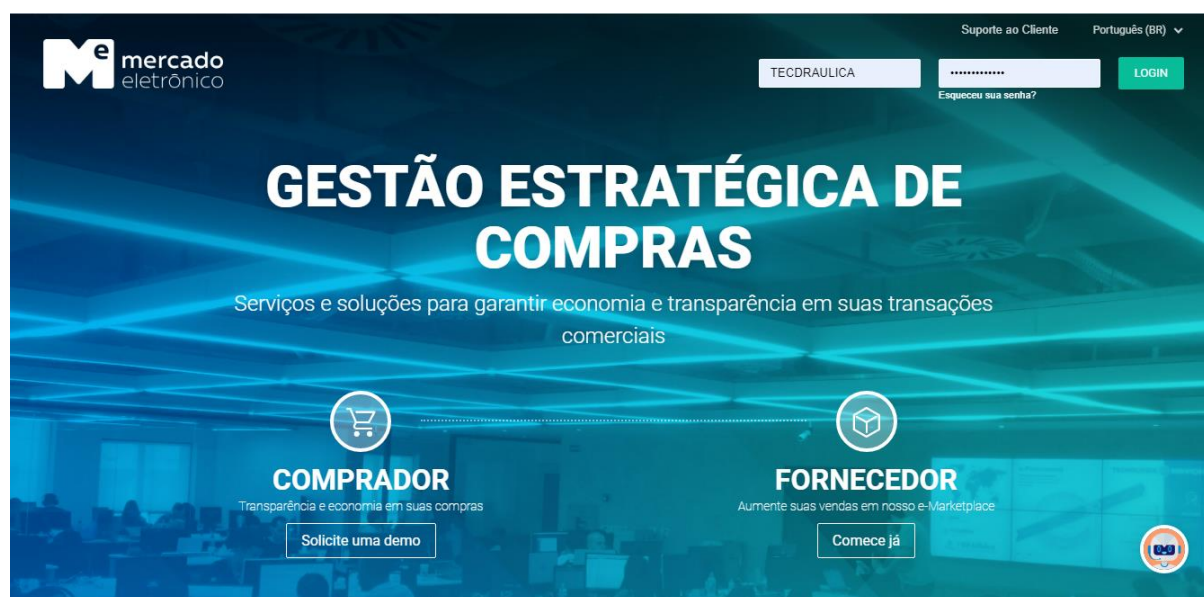 Suporte ao Cliente Português (BR)
Me mercado
eletrônico
TECDRAULICA ············· LOGIN
Esqueceu sua senha?
GESTÃO ESTRATÉGICA DE
COMPRAS
Serviços e soluções para garantir economia e transparência em suas transações
comerciais
COMPRADOR
Transparência e economia em suas compras
Solicite uma demo
FORNECEDOR
Aumente suas vendas em nosso e-Marketplace
Comece já